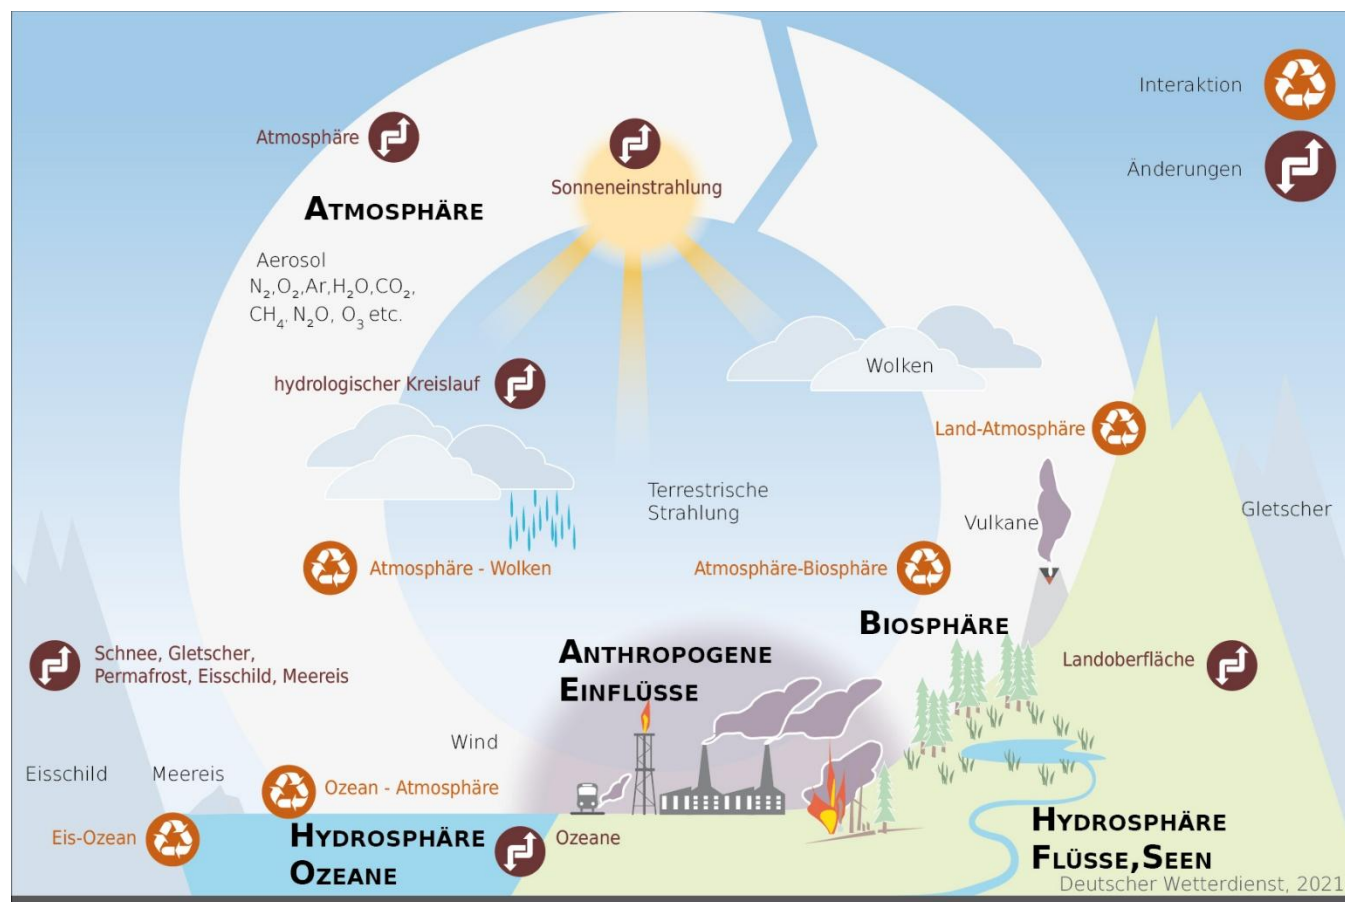 Interaktion
Änderungen
Atmosphäre
Sonneneinstrahlung
ATMOSPHÄRE
Aerosol
N₂,O₂,Ar,H₂O,CO₂,
CH₄. N₂O, O₃ etc.
Wolken
hydrologischer Kreislauf
Land-Atmosphäre
Terrestrische
Strahlung
Vulkane
Gletscher
Atmosphäre - Wolken
Atmosphäre-Biosphäre
BIOSPHÄRE
Schnee, Gletscher,
Permafrost, Eisschild, Meereis
ANTHROPOGENE
EINFLÜSSE
Landoberfläche
Wind
Eisschild
Meereis
Ozean - Atmosphäre
Eis-Ozean
HYDROSPHÄRE
OZEANE
Ozeane
HYDROSPHÄRE
FLÜSSE,SEEN
Deutscher Wetterdienst, 2021